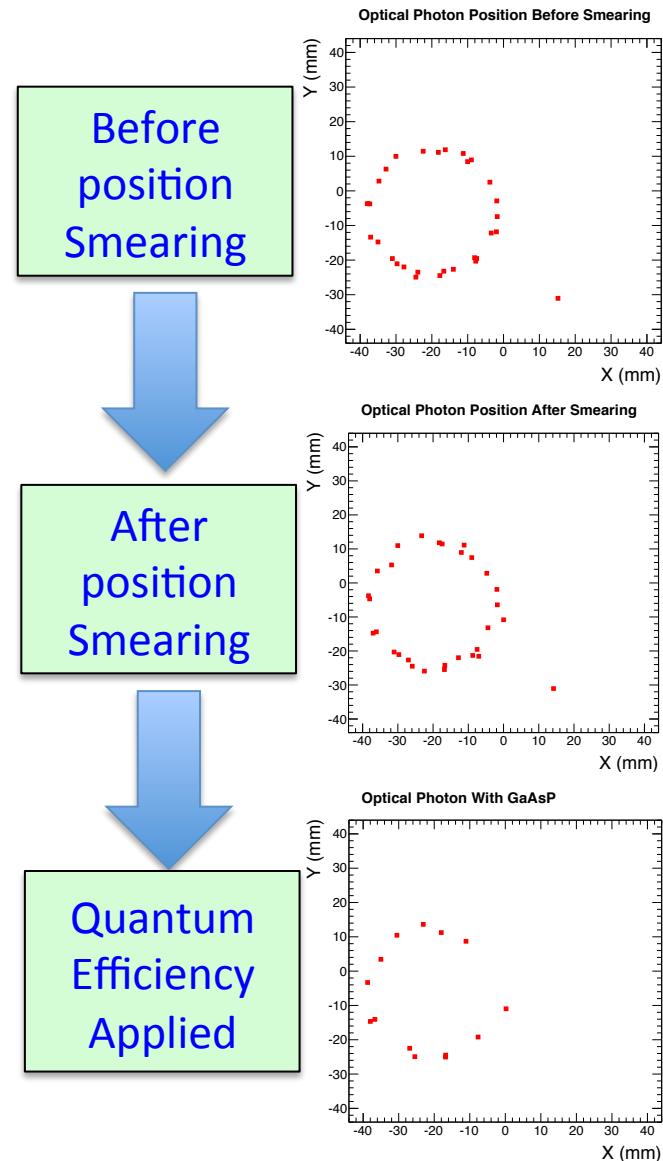 Before
position
Smearing
Optical Photon Position Before Smearing
Y (mm)
40
30
20
10
0
-10
-20
-30
-40
-40 -30 -20 -10 0 10 20 30 40
X (mm)
After
position
Smearing
Optical Photon Position After Smearing
Y (mm)
40
30
20
10
0
-10
-20
-30
-40
-40 -30 -20 -10 0 10 20 30 40
X (mm)
Quantum
Efficiency
Applied
Optical Photon With GaAsP
Y (mm)
40
30
20
10
0
-10
-20
-30
-40
-40 -30 -20 -10 0 10 20 30 40
X (mm)